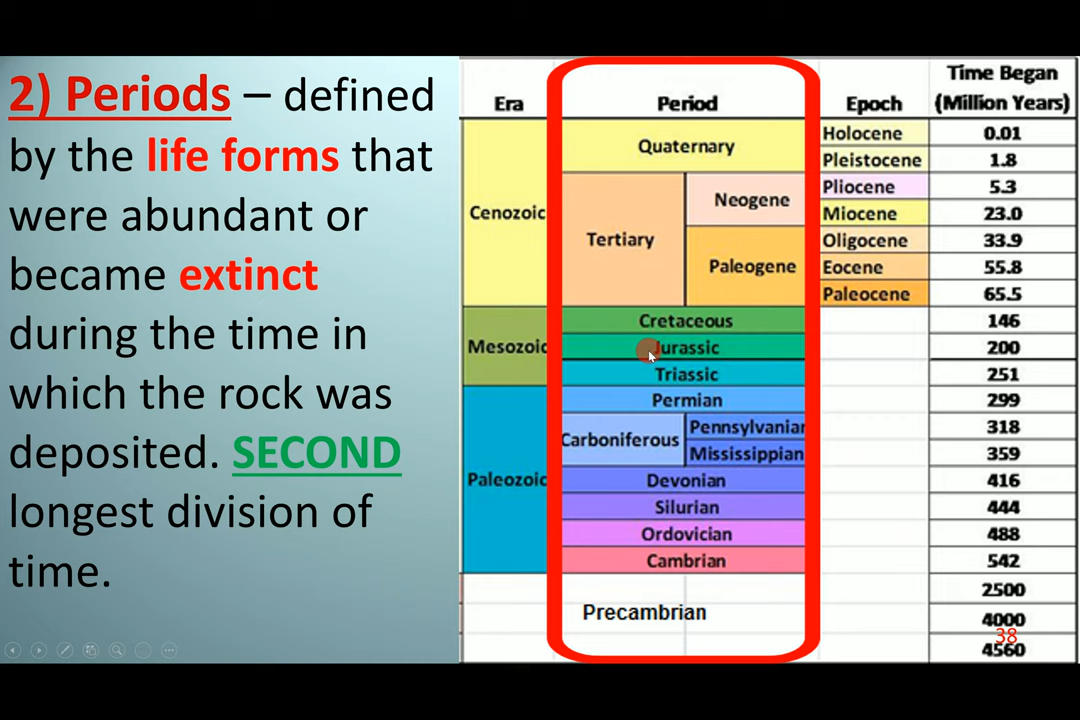 2) Periods – defined
by the life forms that
were abundant or
became extinct
during the time in
which the rock was
deposited. SECOND
longest division of
time.
Era Period Epoch Time Began
(Million Years)
Cenozoic Quaternary Holocene 0.01
Pleistocene 1.8
Tertiary Neogene Pliocene 5.3
Miocene 23.0
Paleogene Oligocene 33.9
Eocene 55.8
Paleocene 65.5
Mesozoic Cretaceous 146
Jurassic 200
Triassic 251
Paleozoic Permian 299
Carboniferous Pennsylvanian 318
Mississippian 359
Devonian 416
Silurian 444
Ordovician 488
Cambrian 542
Precambrian 2500
4000
38
4560